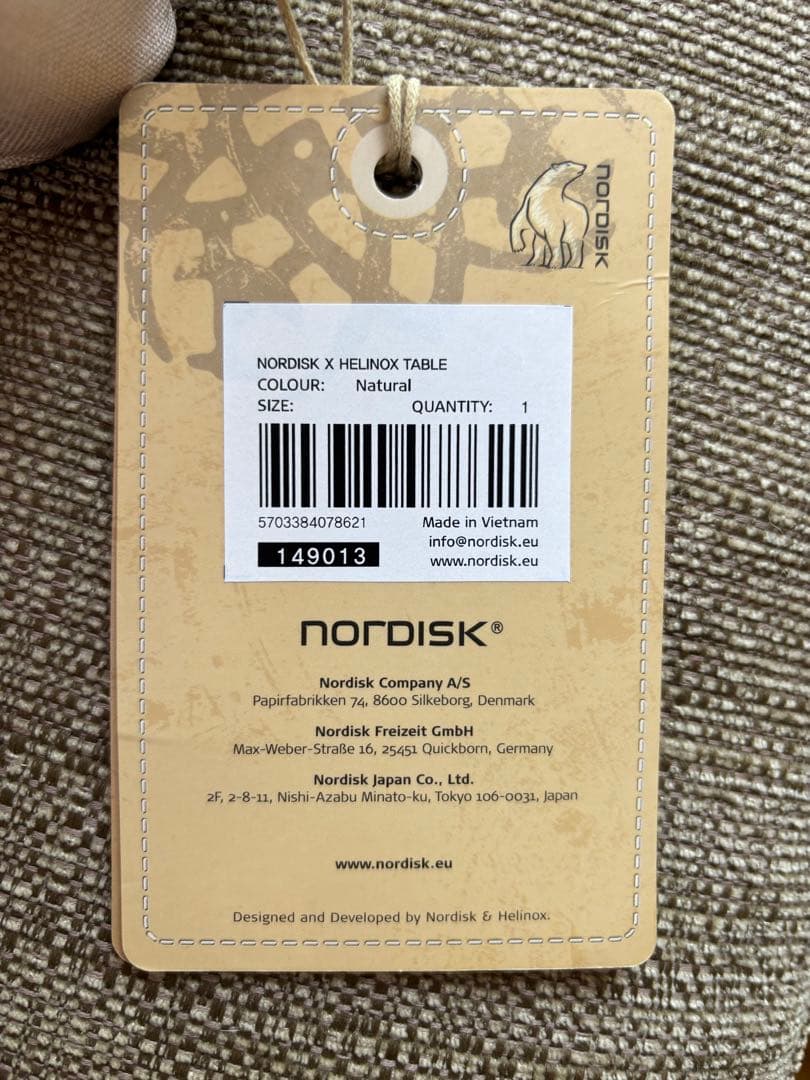 nordisk
NORDISK X HELINOX TABLE
COLOUR: Natural
SIZE: QUANTITY: 1
5703384078621 Made in Vietnam
info@nordisk.eu
149013 www.nordisk.eu
nordisk®
Nordisk Company A/S
Papirfabrikken 74, 8600 Silkeborg, Denmark
Nordisk Freizeit GmbH
Max-Weber-Straße 16, 25451 Quickborn, Germany
Nordisk Japan Co., Ltd.
2F, 2-8-11, Nishi-Azabu Minato-ku, Tokyo 106-0031, Japan
www.nordisk.eu
Designed and Developed by Nordisk & Helinox.